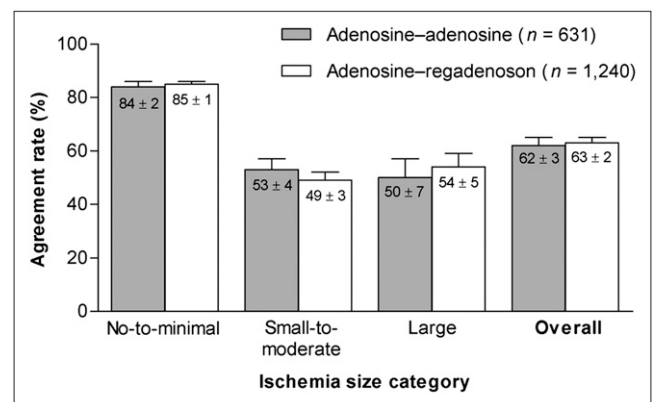 Adenosine–adenosine (n = 631)
Adenosine–regadenoson (n = 1,240)
Agreement rate (%)
100
80
60
40
20
0
84 ± 2
85 ± 1
53 ± 4
49 ± 3
50 ± 7
54 ± 5
62 ± 3
63 ± 2
No-to-minimal
Small-to-
moderate
Large
Overall
Ischemia size category